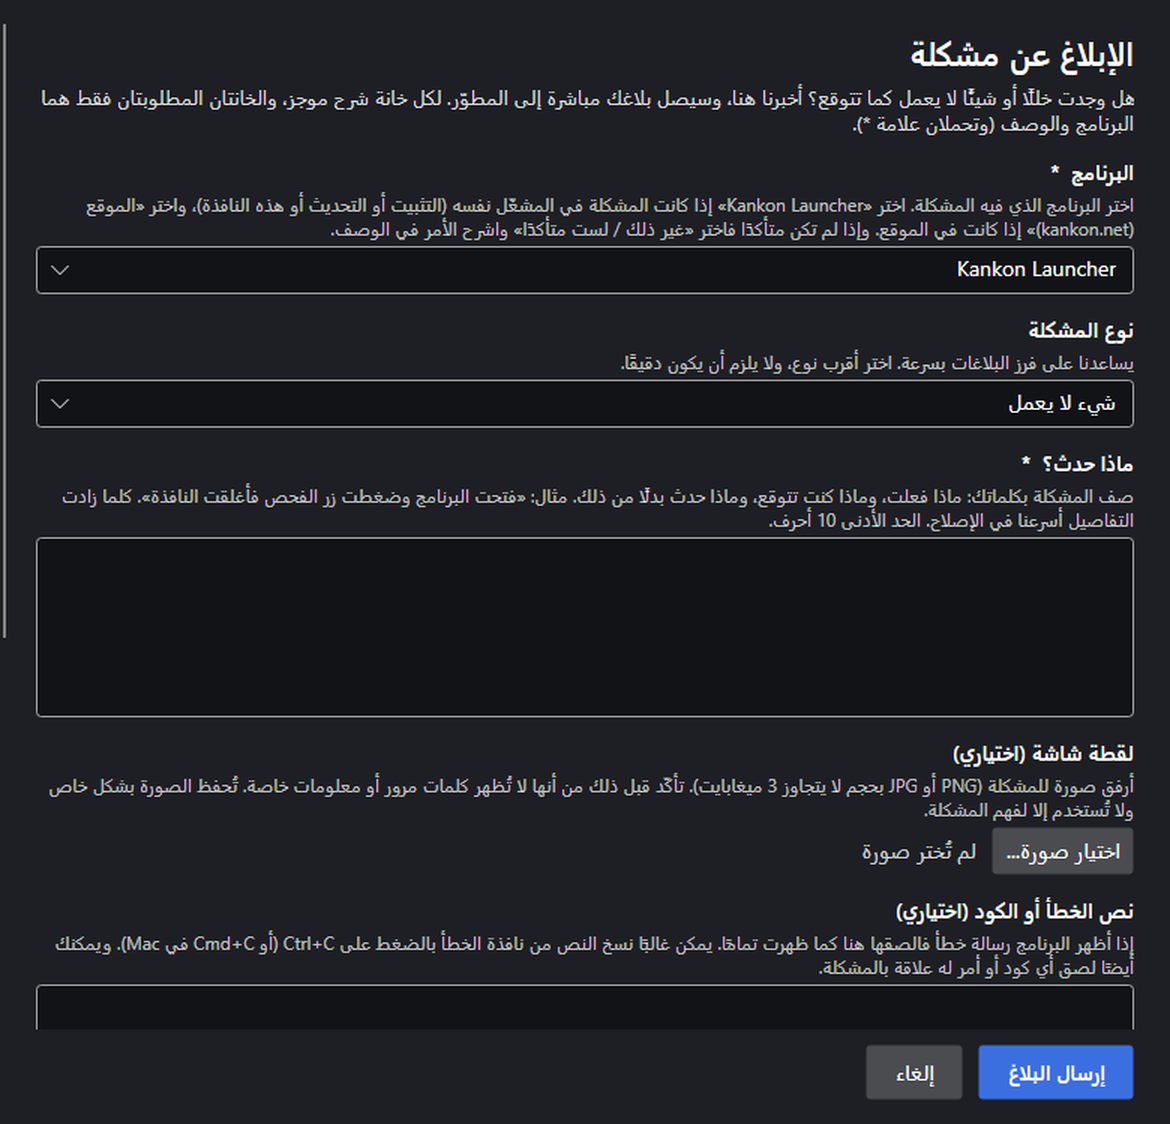 الإبلاغ عن مشكلة
هل وجدت خللًا أو شيئًا لا يعمل كما تتوقع؟ أخبرنا هنا، وسيصل بلاغك مباشرة إلى المطوّر. لكل خانة شرح موجز، والخانتان المطلوبتان فقط هما
البرنامج والوصف (وتحملان علامة *).
البرنامج *
اختر البرنامج الذي فيه المشكلة. اختر «Kankon Launcher» إذا كانت المشكلة في المشغّل نفسه (التثبيت أو التحديث أو هذه النافذة)، واختر «الموقع
(kankon.net)» إذا كانت في الموقع. وإذا لم تكن متأكدًا فاختر «غير ذلك / لست متأكدًا» واشرح الأمر في الوصف.
Kankon Launcher
نوع المشكلة
يساعدنا على فرز البلاغات بسرعة. اختر أقرب نوع، ولا يلزم أن يكون دقيقًا.
شيء لا يعمل
ماذا حدث؟ *
صف المشكلة بكلماتك: ماذا فعلت، وماذا كنت تتوقع، وماذا حدث بدلًا من ذلك. مثال: «فتحت البرنامج وضغطت زر الفحص فأغلقت النافذة». كلما زادت
التفاصيل أسرعنا في الإصلاح. الحد الأدنى 10 أحرف.
لقطة شاشة (اختياري)
أرفق صورة للمشكلة (PNG أو JPG بحجم لا يتجاوز 3 ميغابايت). تأكّد قبل ذلك من أنها لا تُظهر كلمات مرور أو معلومات خاصة. تُحفظ الصورة بشكل خاص
ولا تُستخدم إلا لفهم المشكلة.
اختيار صورة... لم تُختر صورة
نص الخطأ أو الكود (اختياري)
إذا أظهر البرنامج رسالة خطأ فالصقها هنا كما ظهرت تمامًا. يمكن غالبًا نسخ النص من نافذة الخطأ بالضغط على Ctrl+C (أو Cmd+C في Mac). ويمكنك
أيضًا لصق أي كود أو أمر له علاقة بالمشكلة.
إرسال البلاغ إلغاء